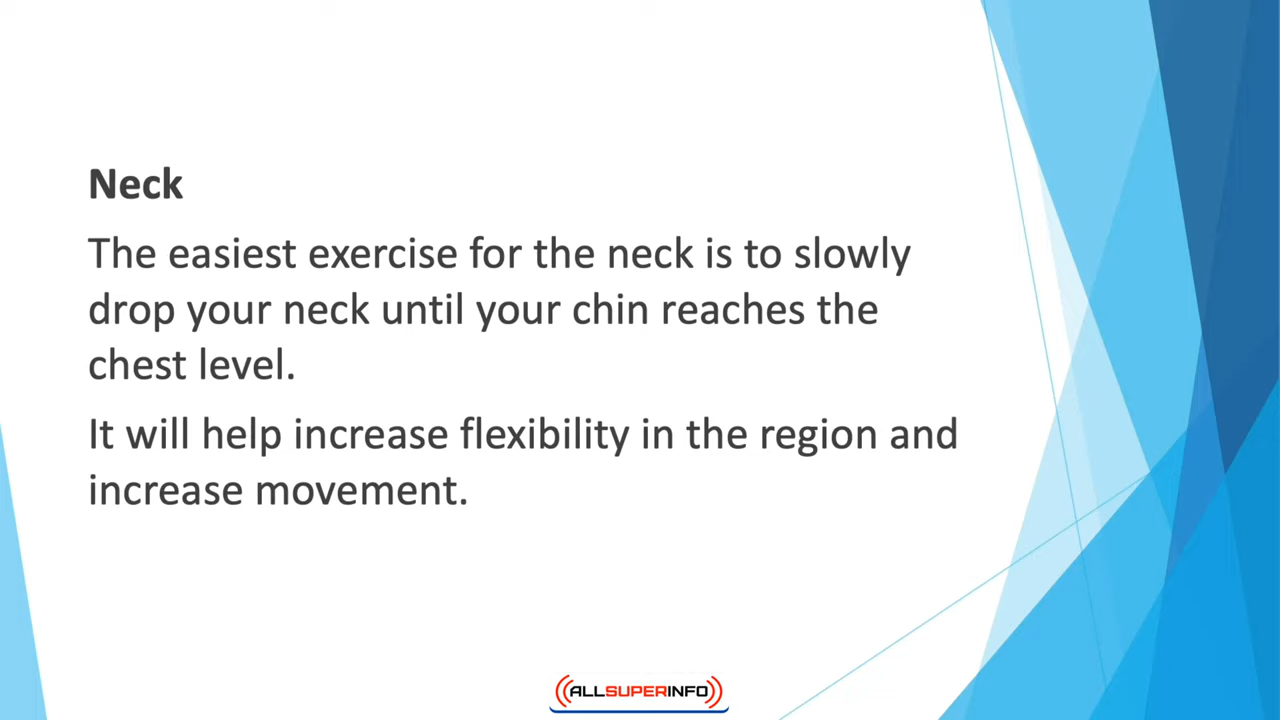 Neck
The easiest exercise for the neck is to slowly
drop your neck until your chin reaches the
chest level.
It will help increase flexibility in the region and
increase movement.
ALLSUPERINFO